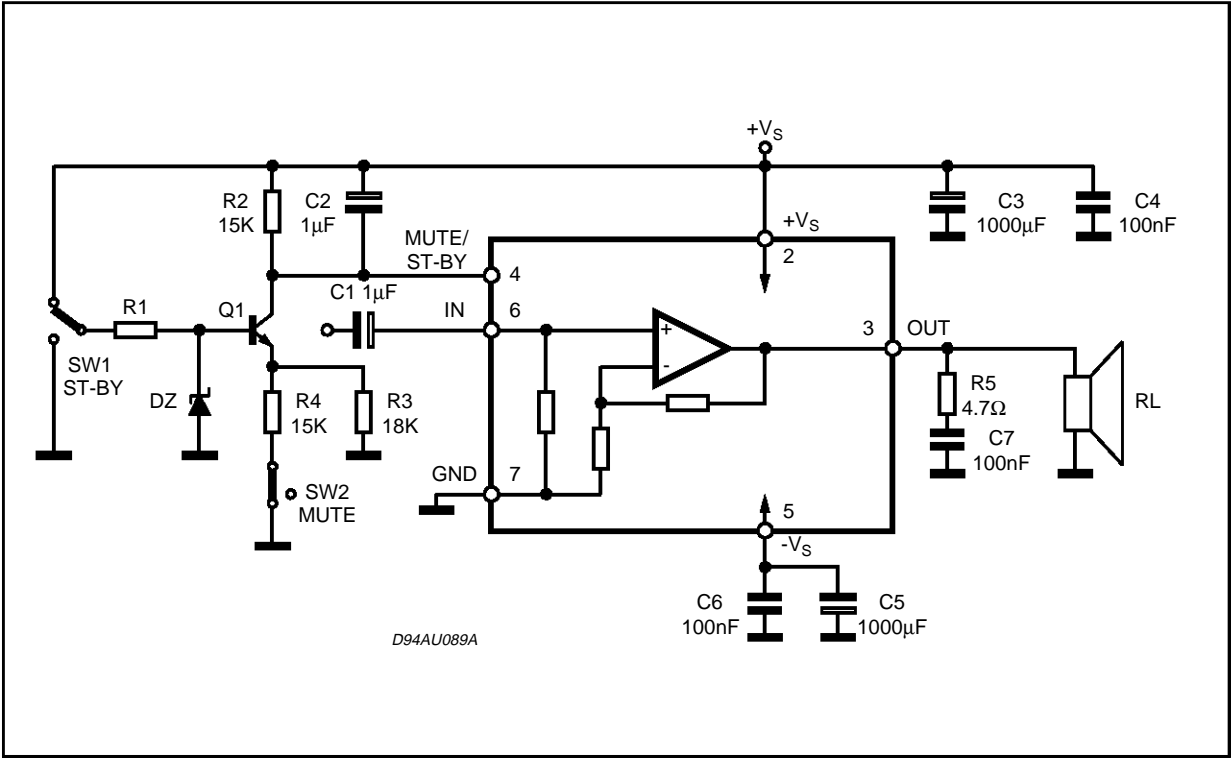 +VS
R2
15K
C2
1µF
C3
1000µF
C4
100nF
+VS
2
MUTE/
ST-BY
4
C1 1µF
IN
6
R1
Q1
+
-
3
OUT
SW1
ST-BY
DZ
R4
15K
R3
18K
R5
4.7Ω
RL
C7
100nF
GND
7
SW2
MUTE
5
-VS
C6
100nF
C5
1000µF
D94AU089A